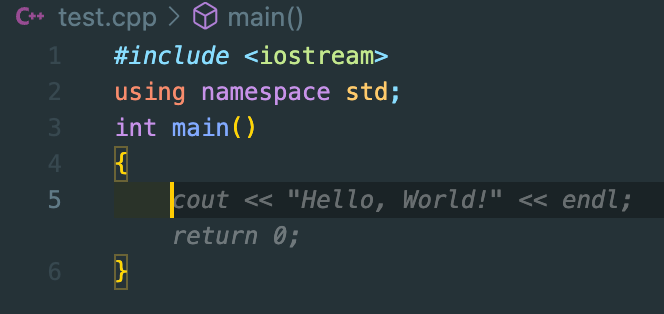 C++ test.cpp > main()
1 #include <iostream>
2 using namespace std;
3 int main()
4 {
5 cout << "Hello, World!" << endl;
return 0;
6 }